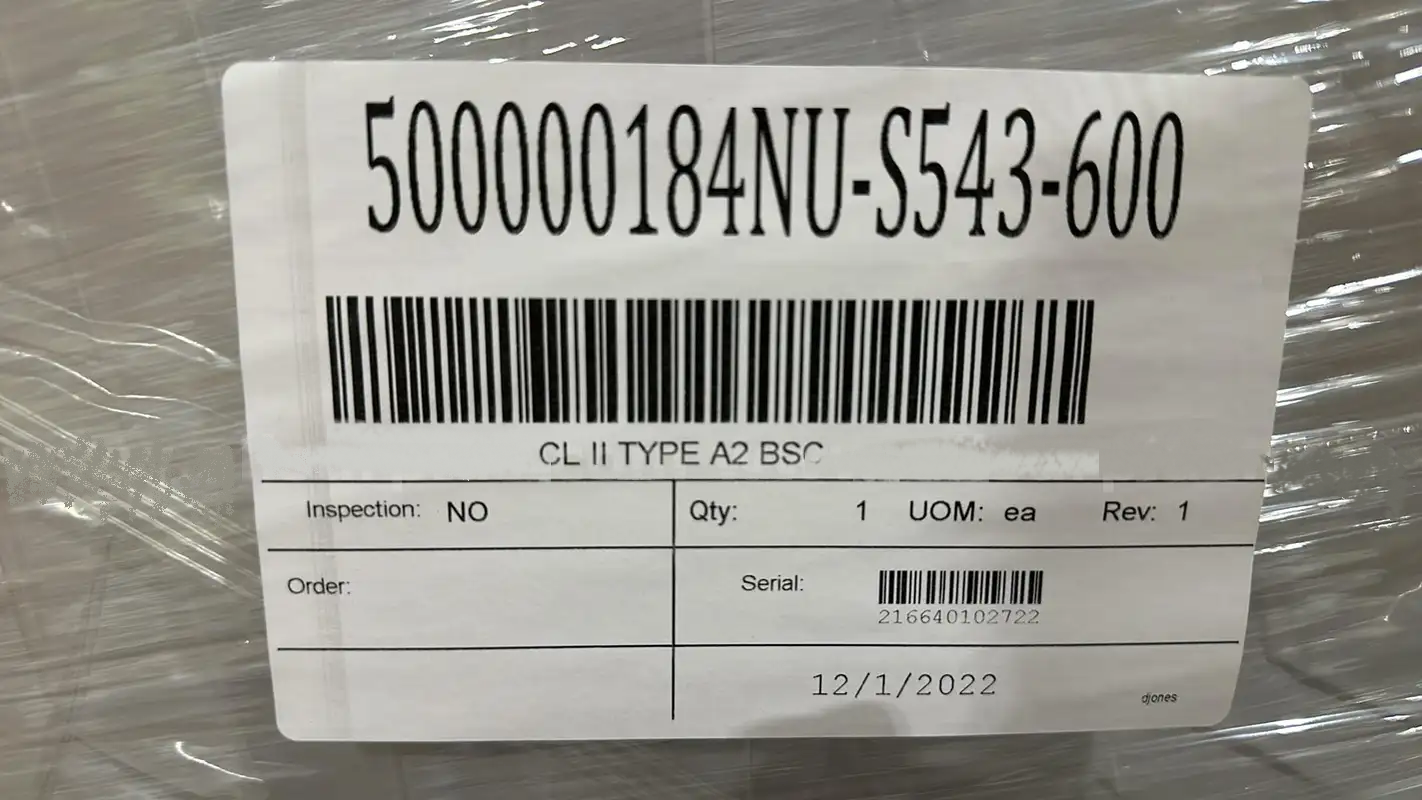 500000184NU-S543-600
CL II TYPE A2 BSC
Inspection: NO
Qty: 1 UOM: ea Rev: 1
Order:
Serial:
216640102722
12/1/2022
djones